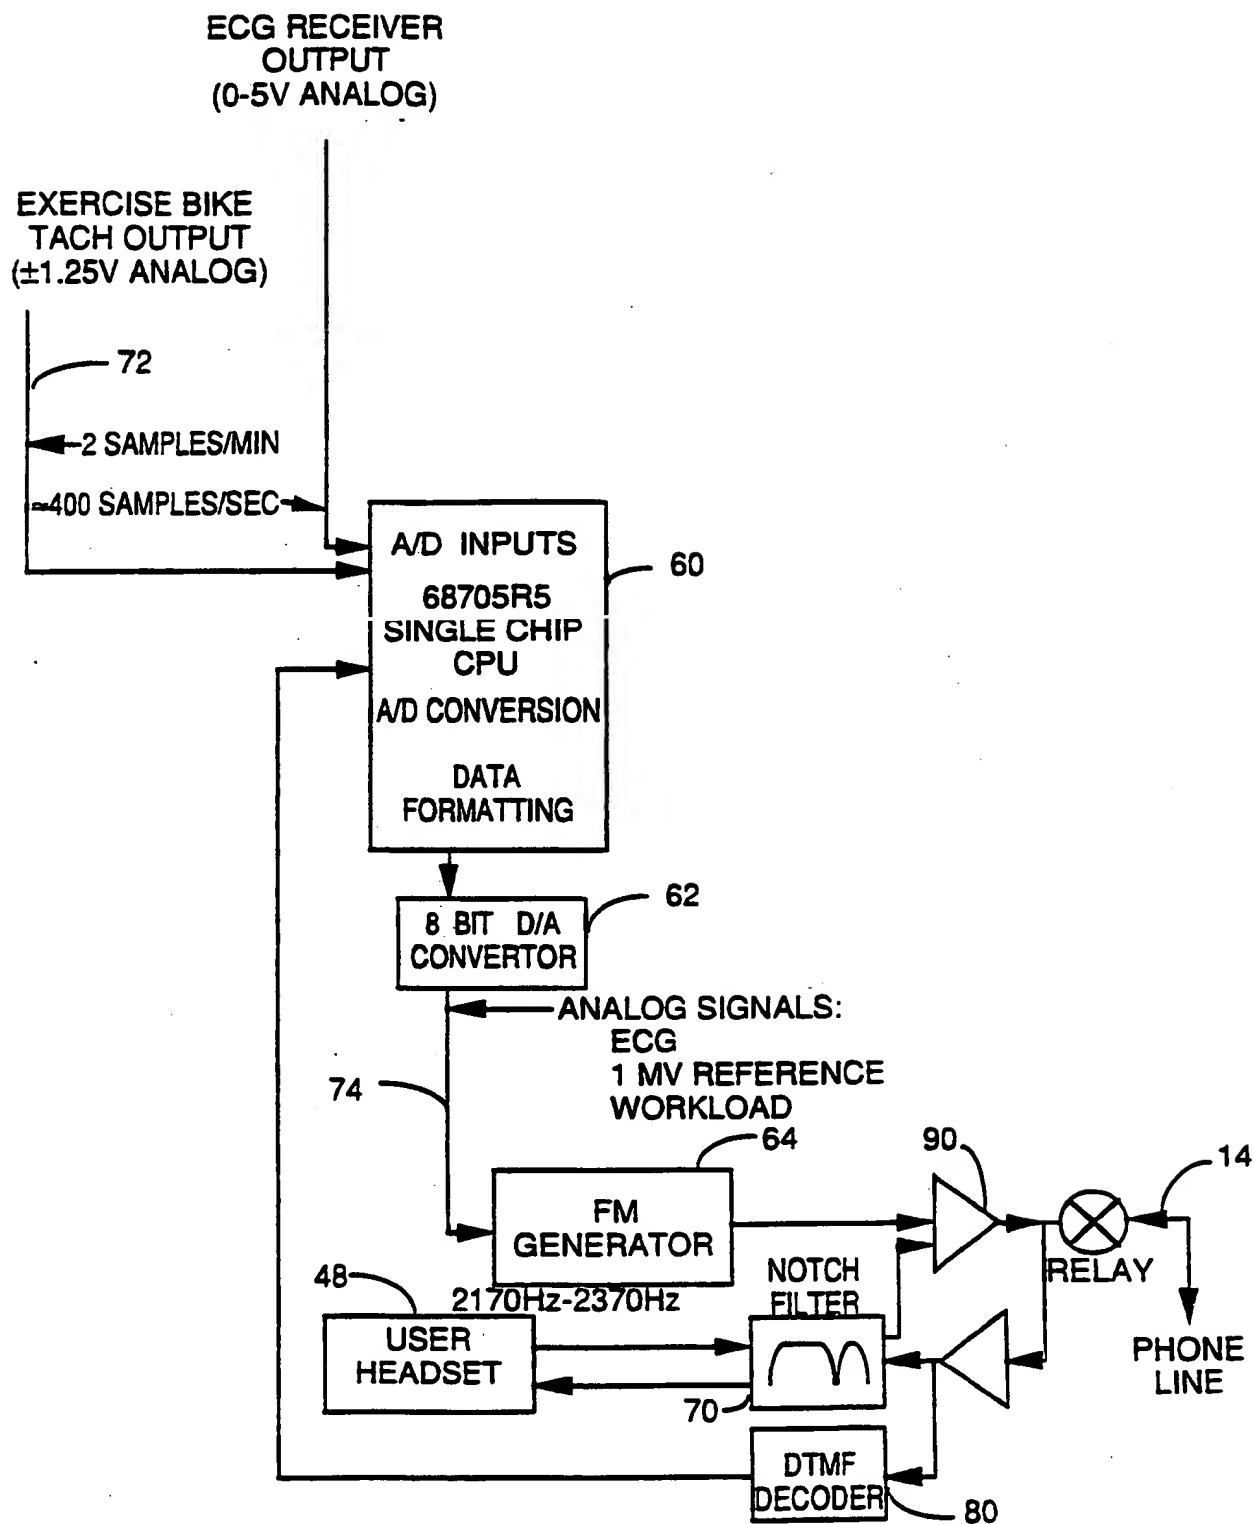 ECG RECEIVER
OUTPUT
(0-5V ANALOG)
EXERCISE BIKE
TACH OUTPUT
(±1.25V ANALOG)
72
2 SAMPLES/MIN
≃400 SAMPLES/SEC
A/D INPUTS
68705R5
SINGLE CHIP
CPU
A/D CONVERSION
DATA
FORMATTING
60
8 BIT D/A
CONVERTOR
62
ANALOG SIGNALS:
ECG
1 MV REFERENCE
WORKLOAD
74
64
FM
GENERATOR
2170Hz-2370Hz
90
14
RELAY
NOTCH
FILTER
48
USER
HEADSET
70
PHONE
LINE
DTMF
DECODER
80